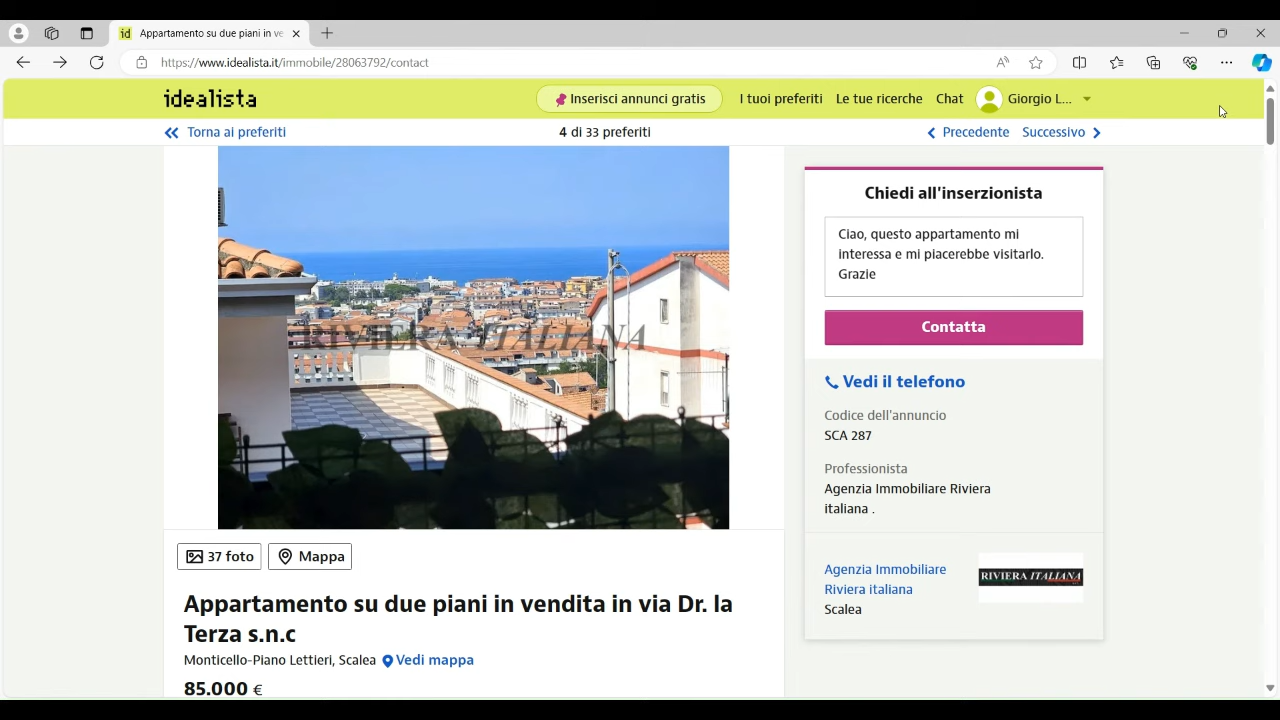 Appartamento su due piani in ve
https://www.idealista.it/immobile/28063792/contact
idealista
Inserisci annunci gratis
I tuoi preferiti
Le tue ricerche
Chat
Giorgio L...
Torna ai preferiti
4 di 33 preferiti
Precedente
Successivo
RIVIERA ITALIANA
Chiedi all'inserzionista
Ciao, questo appartamento mi
interessa e mi piacerebbe visitarlo.
Grazie
Contatta
Vedi il telefono
Codice dell'annuncio
SCA 287
Professionista
Agenzia Immobiliare Riviera
italiana .
Agenzia Immobiliare
Riviera italiana
Scalea
RIVIERA ITALIANA
37 foto
Mappa
Appartamento su due piani in vendita in via Dr. la
Terza s.n.c
Monticello-Piano Lettieri, Scalea
Vedi mappa
85.000 €